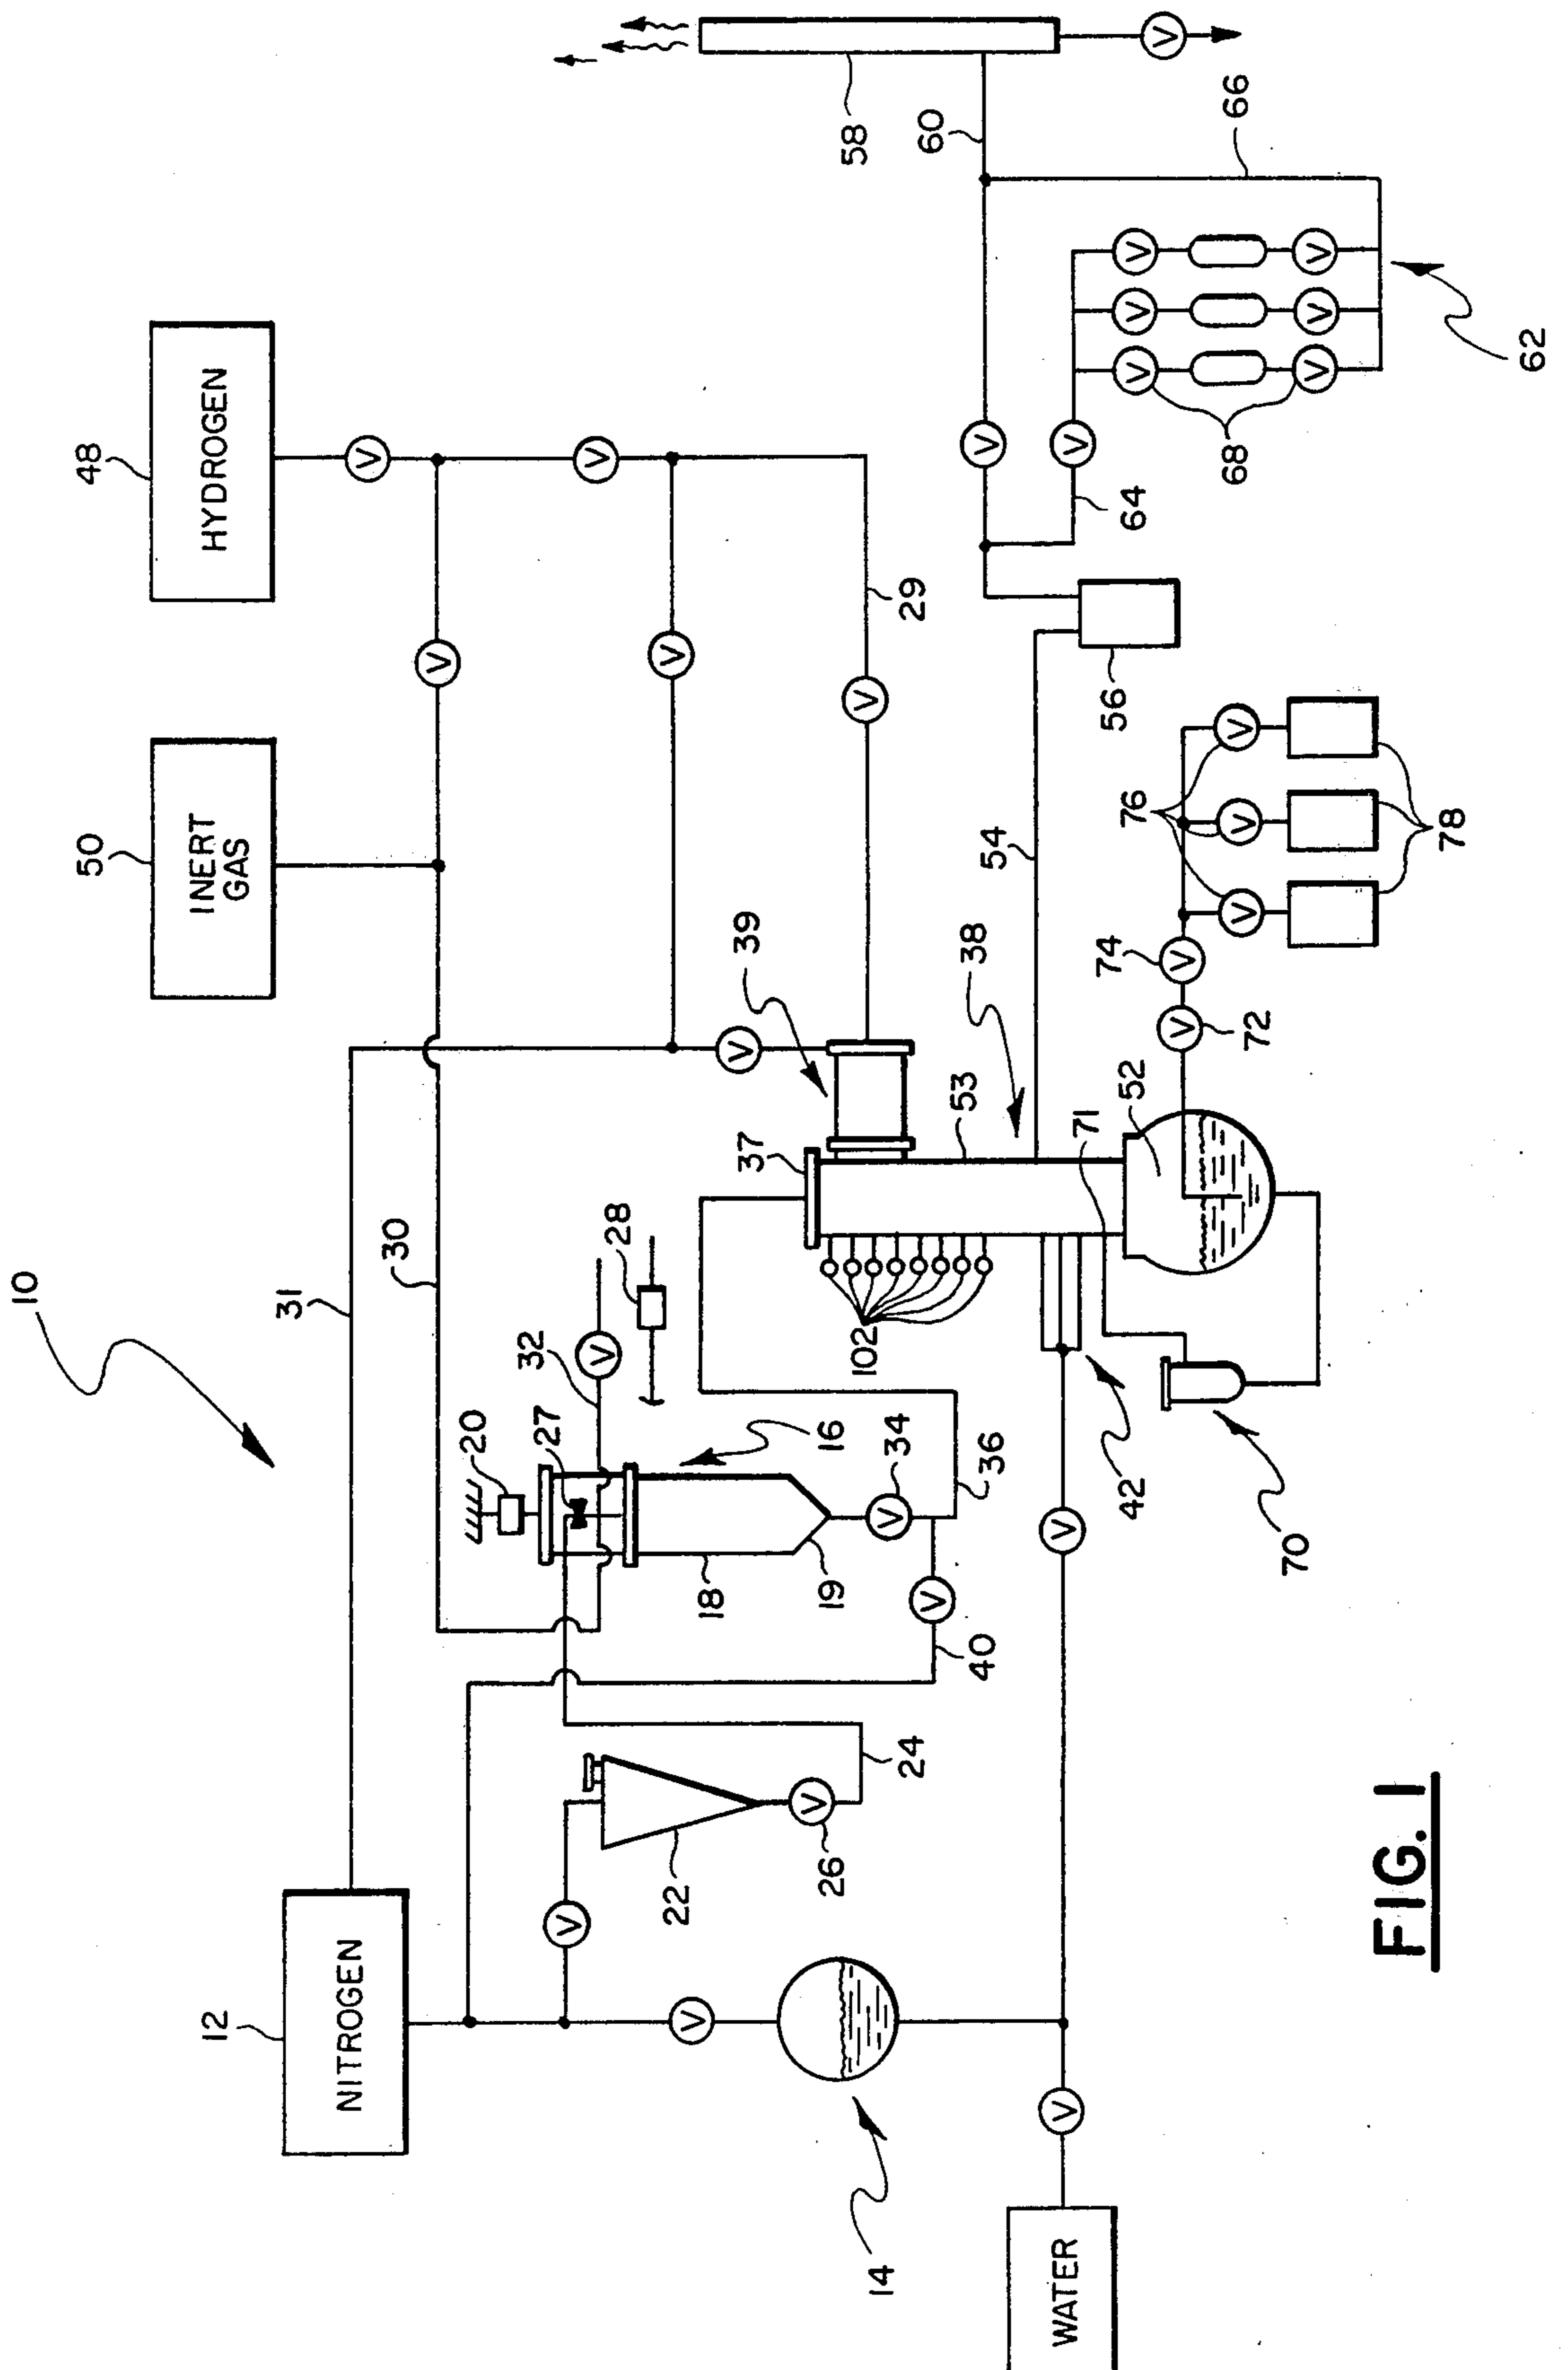 10
48
50
12
HYDROGEN
INERT
GAS
31
NITROGEN
V
30
V
20
32
27
V
V
V
28
22
V
V
18
V
39
37
V
26
19
16
58
V
102
14
V
34
24
29
60
V
53
36
38
40
V
54
WATER
V
V
V
71
56
74
42
64
76
52
V
V
V
V
V
V
68
66
V
V
V
72
70
V
V
V
FIG. 1
78
62